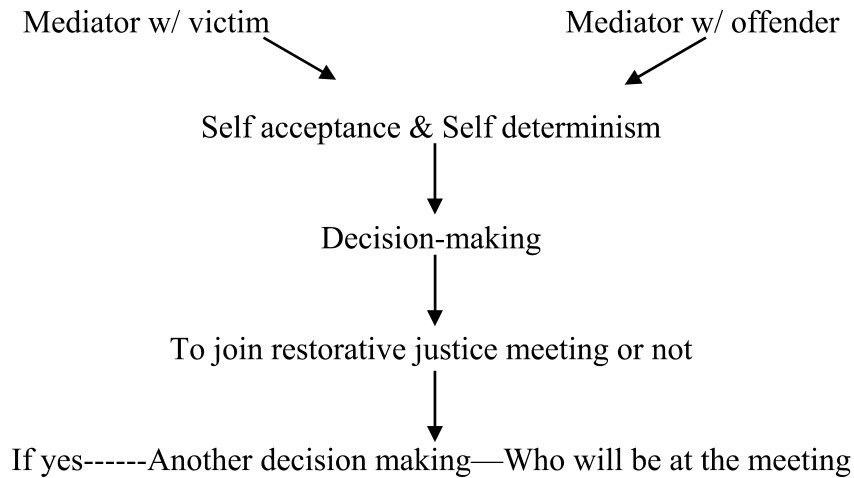 Mediator w/ victim
Mediator w/ offender
Self acceptance & Self determinism
Decision-making
To join restorative justice meeting or not
If yes------Another decision making—Who will be at the meeting